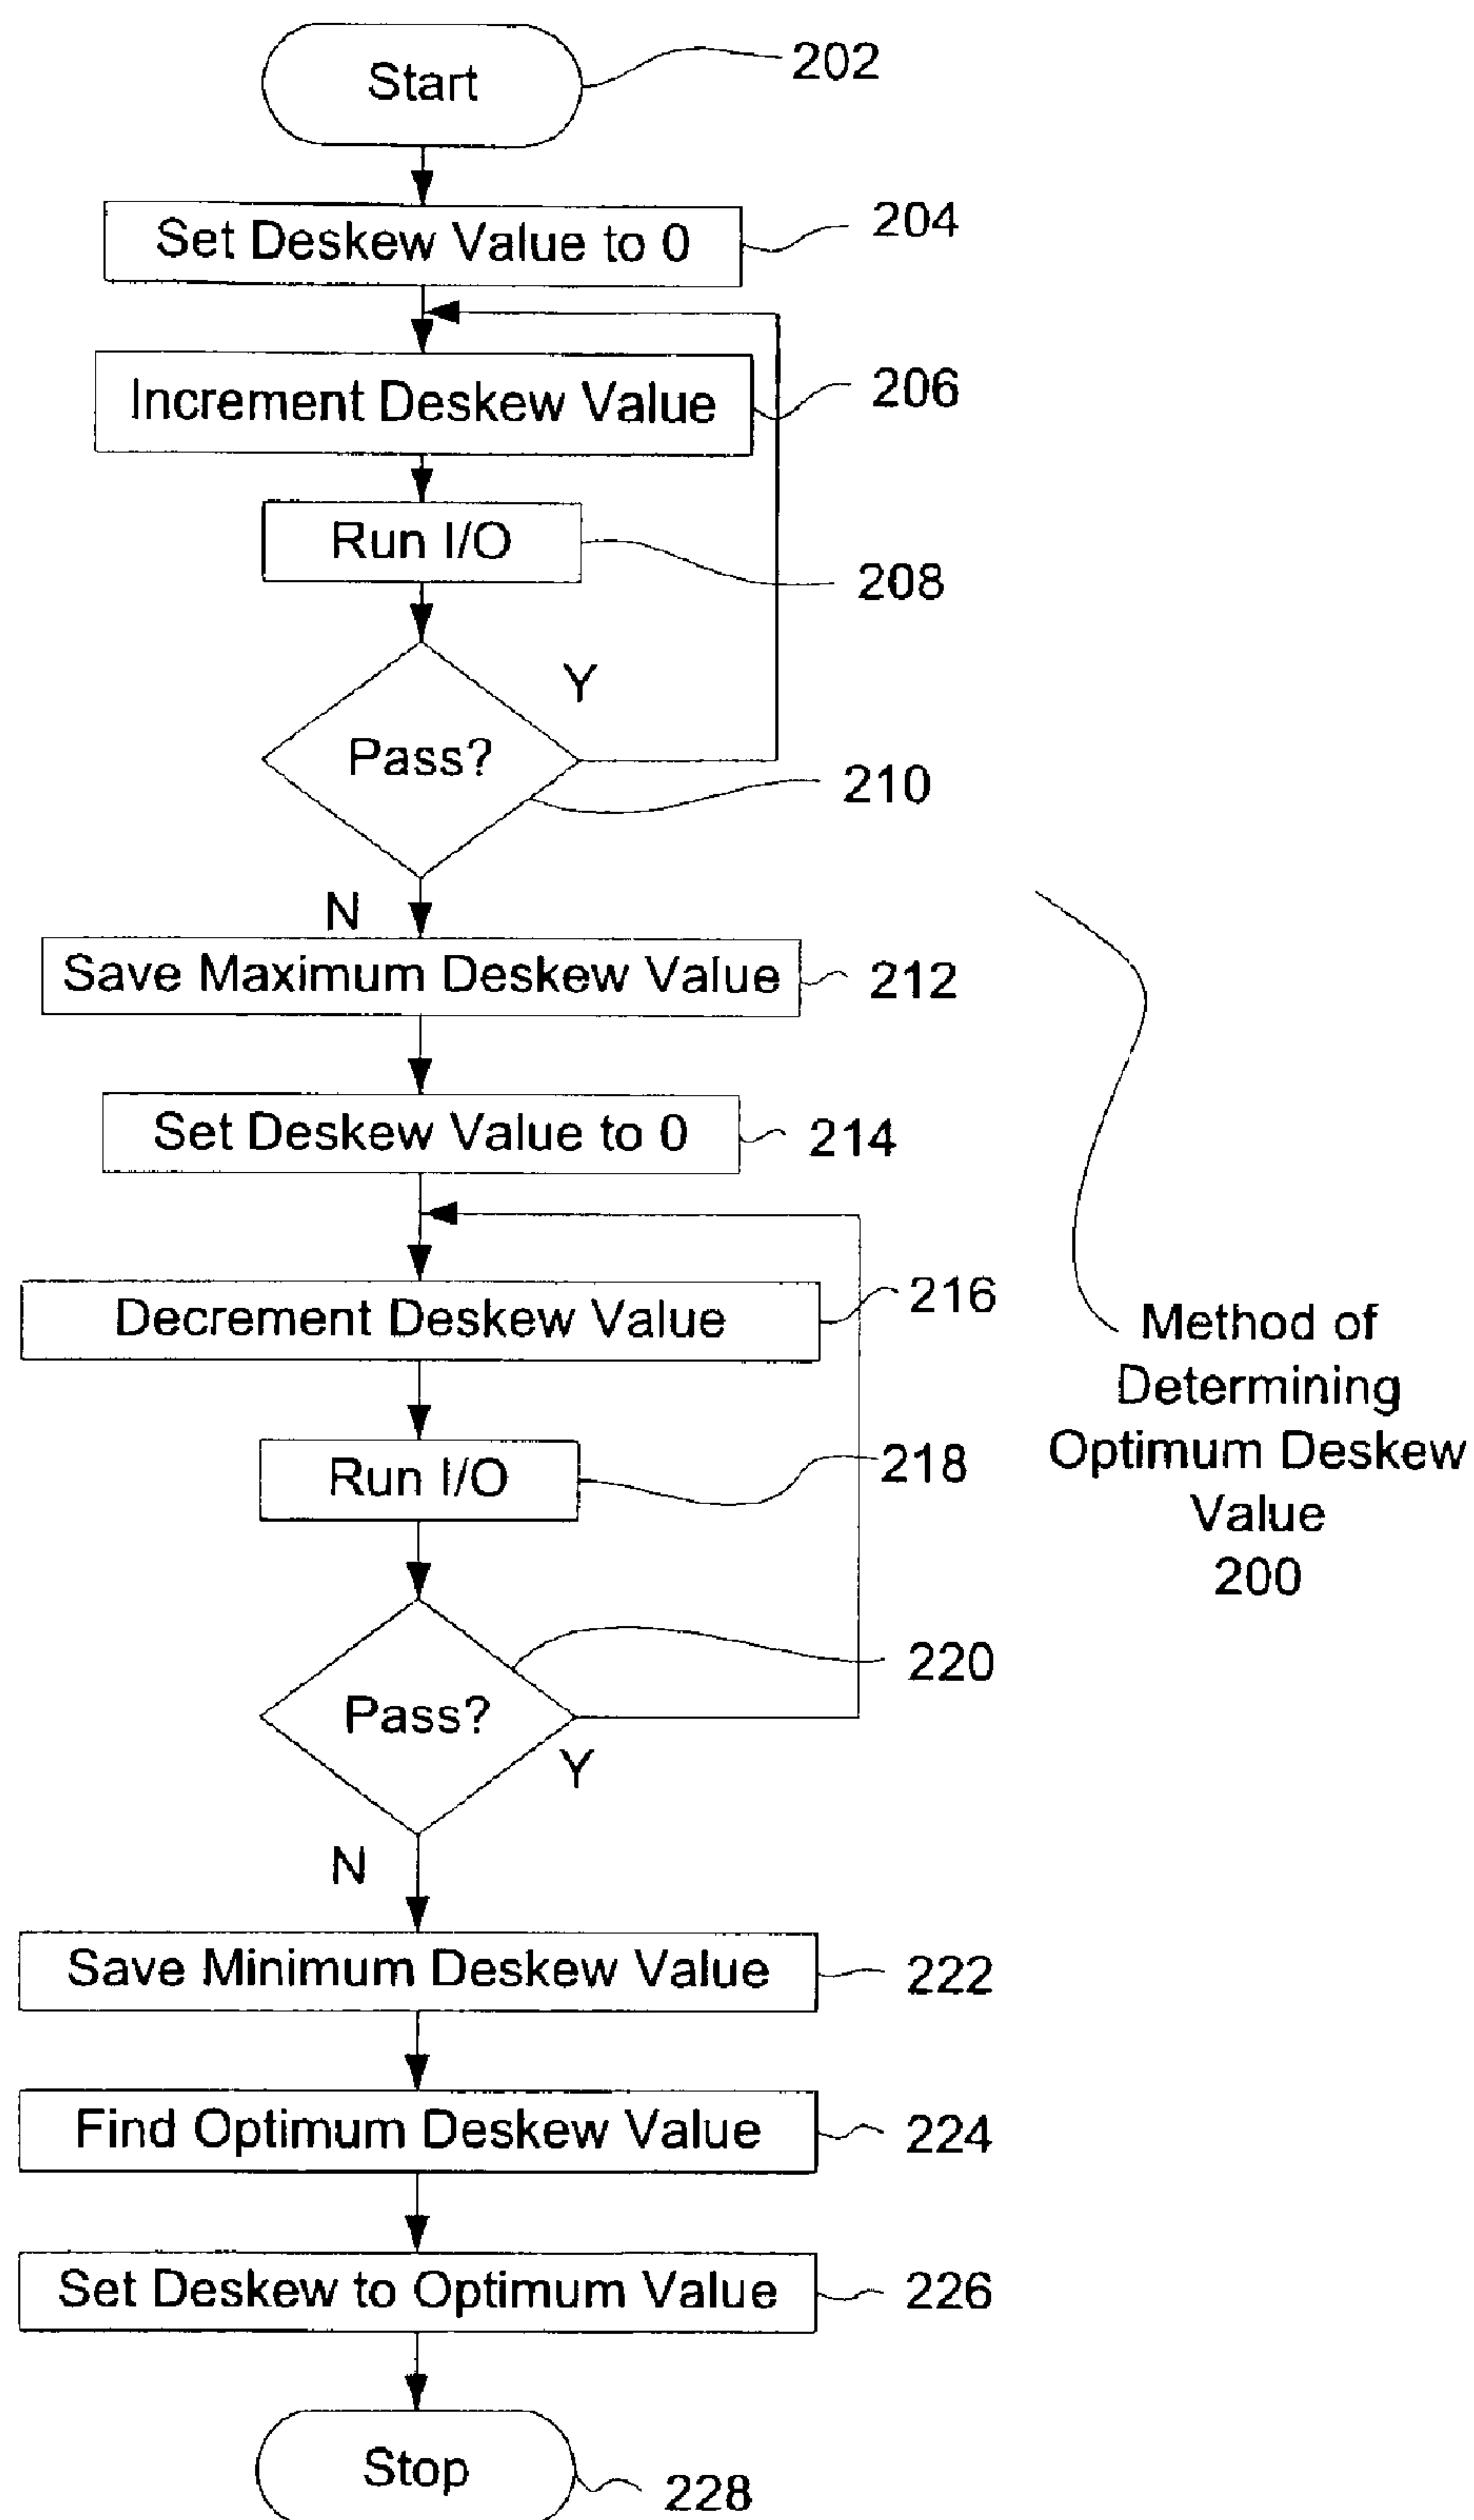 Start
202
Set Deskew Value to 0
204
Increment Deskew Value
206
Run I/O
208
Y
Pass?
210
N
Save Maximum Deskew Value
212
Set Deskew Value to 0
214
Decrement Deskew Value
216
Method of
Determining
Optimum Deskew
Value
200
Run I/O
218
220
Pass?
Y
N
Save Minimum Deskew Value
222
Find Optimum Deskew Value
224
Set Deskew to Optimum Value
226
Stop
228